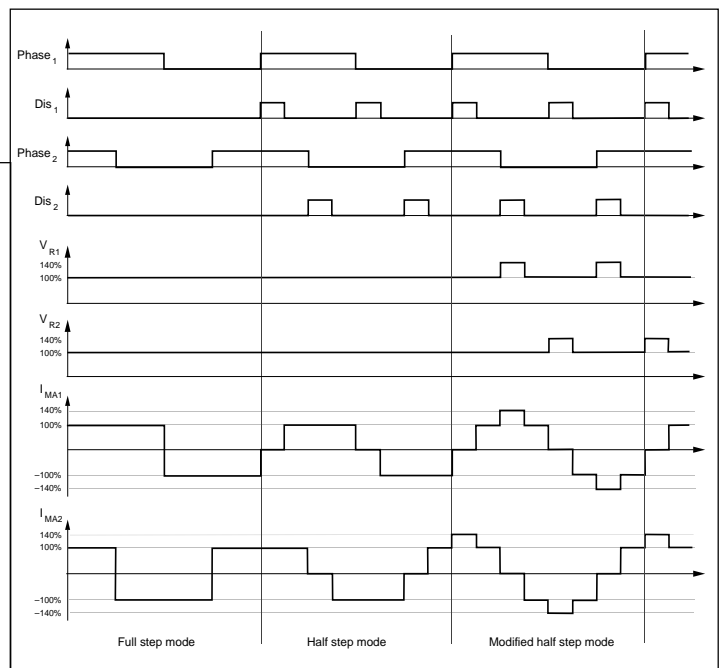 Phase 1
Dis 1
Phase 2
Dis 2
V R1
140%
100%
V R2
140%
100%
I MA1
140%
100%
–100%
–140%
I MA2
140%
100%
–100%
–140%
Full step mode Half step mode Modified half step mode